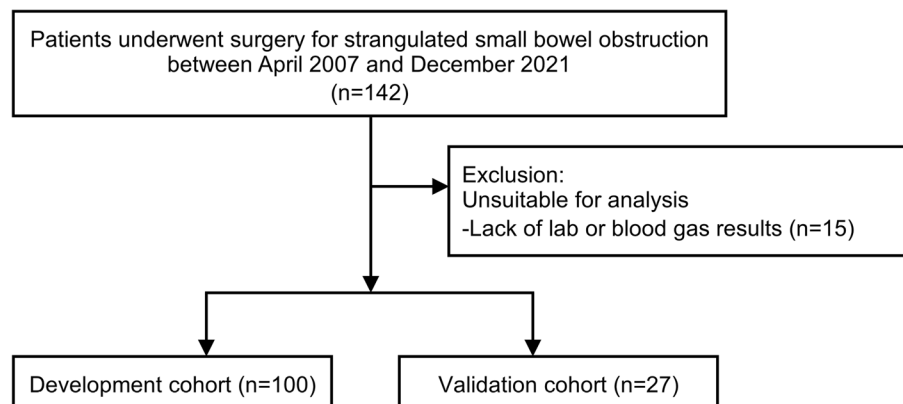 Patients underwent surgery for strangulated small bowel obstruction
between April 2007 and December 2021
(n=142)
Exclusion:
Unsuitable for analysis
-Lack of lab or blood gas results (n=15)
Development cohort (n=100)
Validation cohort (n=27)